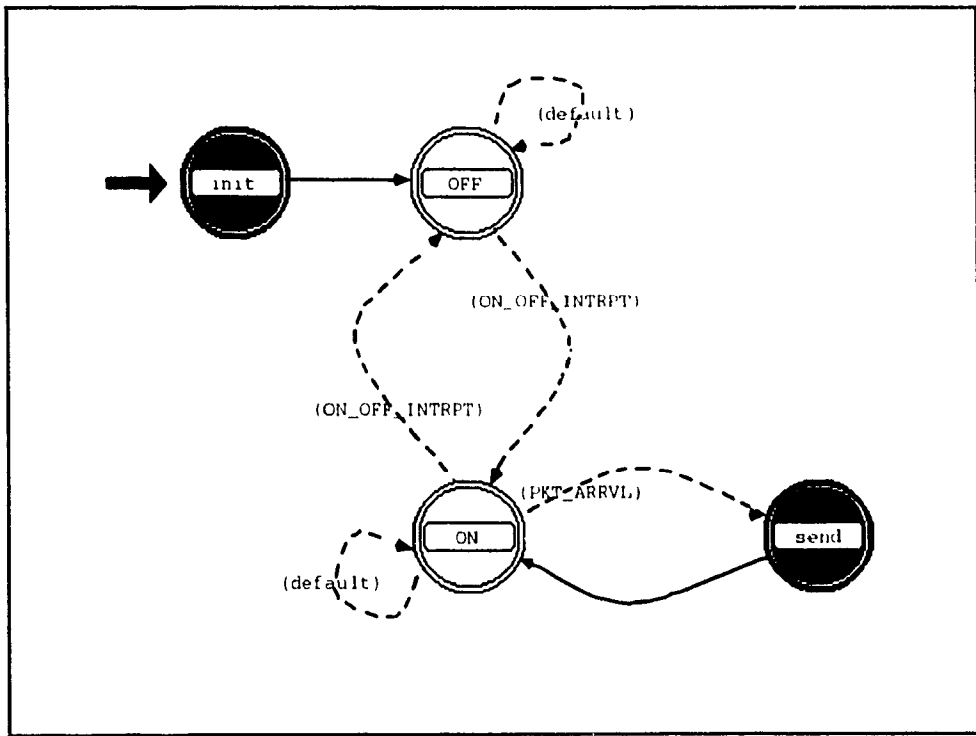 (default)
init
OFF
(ON_OFF_INTRPT)
(ON_OFF_INTRPT)
(PKT_ARRVL)
ON
send
(default)